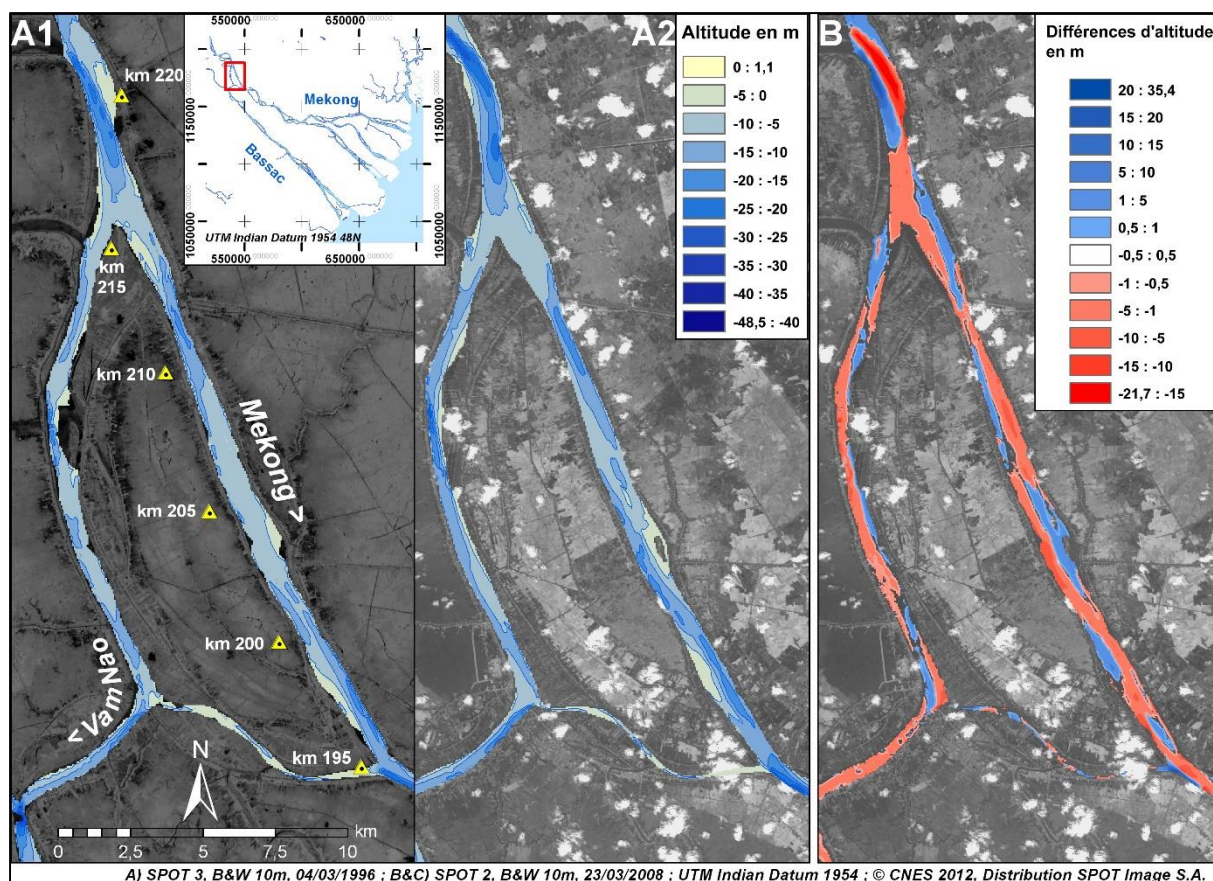 A1
km 220
km
215
km 210
km 205
km 200
km 195
Mekong >
< Vam Nao
N
0 2,5 5 7,5 10 km
550000 650000
1150000
1050000
Mekong
Bassac
UTM Indian Datum 1954 48N
550000 650000
1150000
1050000
A2
Altitude en m
0 : 1,1
-5 : 0
-10 : -5
-15 : -10
-20 : -15
-25 : -20
-30 : -25
-35 : -30
-40 : -35
-48,5 : -40
B
Différences d'altitude
en m
20 : 35,4
15 : 20
10 : 15
5 : 10
1 : 5
0,5 : 1
-0,5 : 0,5
-1 : -0,5
-5 : -1
-10 : -5
-15 : -10
-21,7 : -15
A) SPOT 3, B&W 10m, 04/03/1996 ; B&C) SPOT 2, B&W 10m, 23/03/2008 ; UTM Indian Datum 1954 ; © CNES 2012, Distribution SPOT Image S.A.